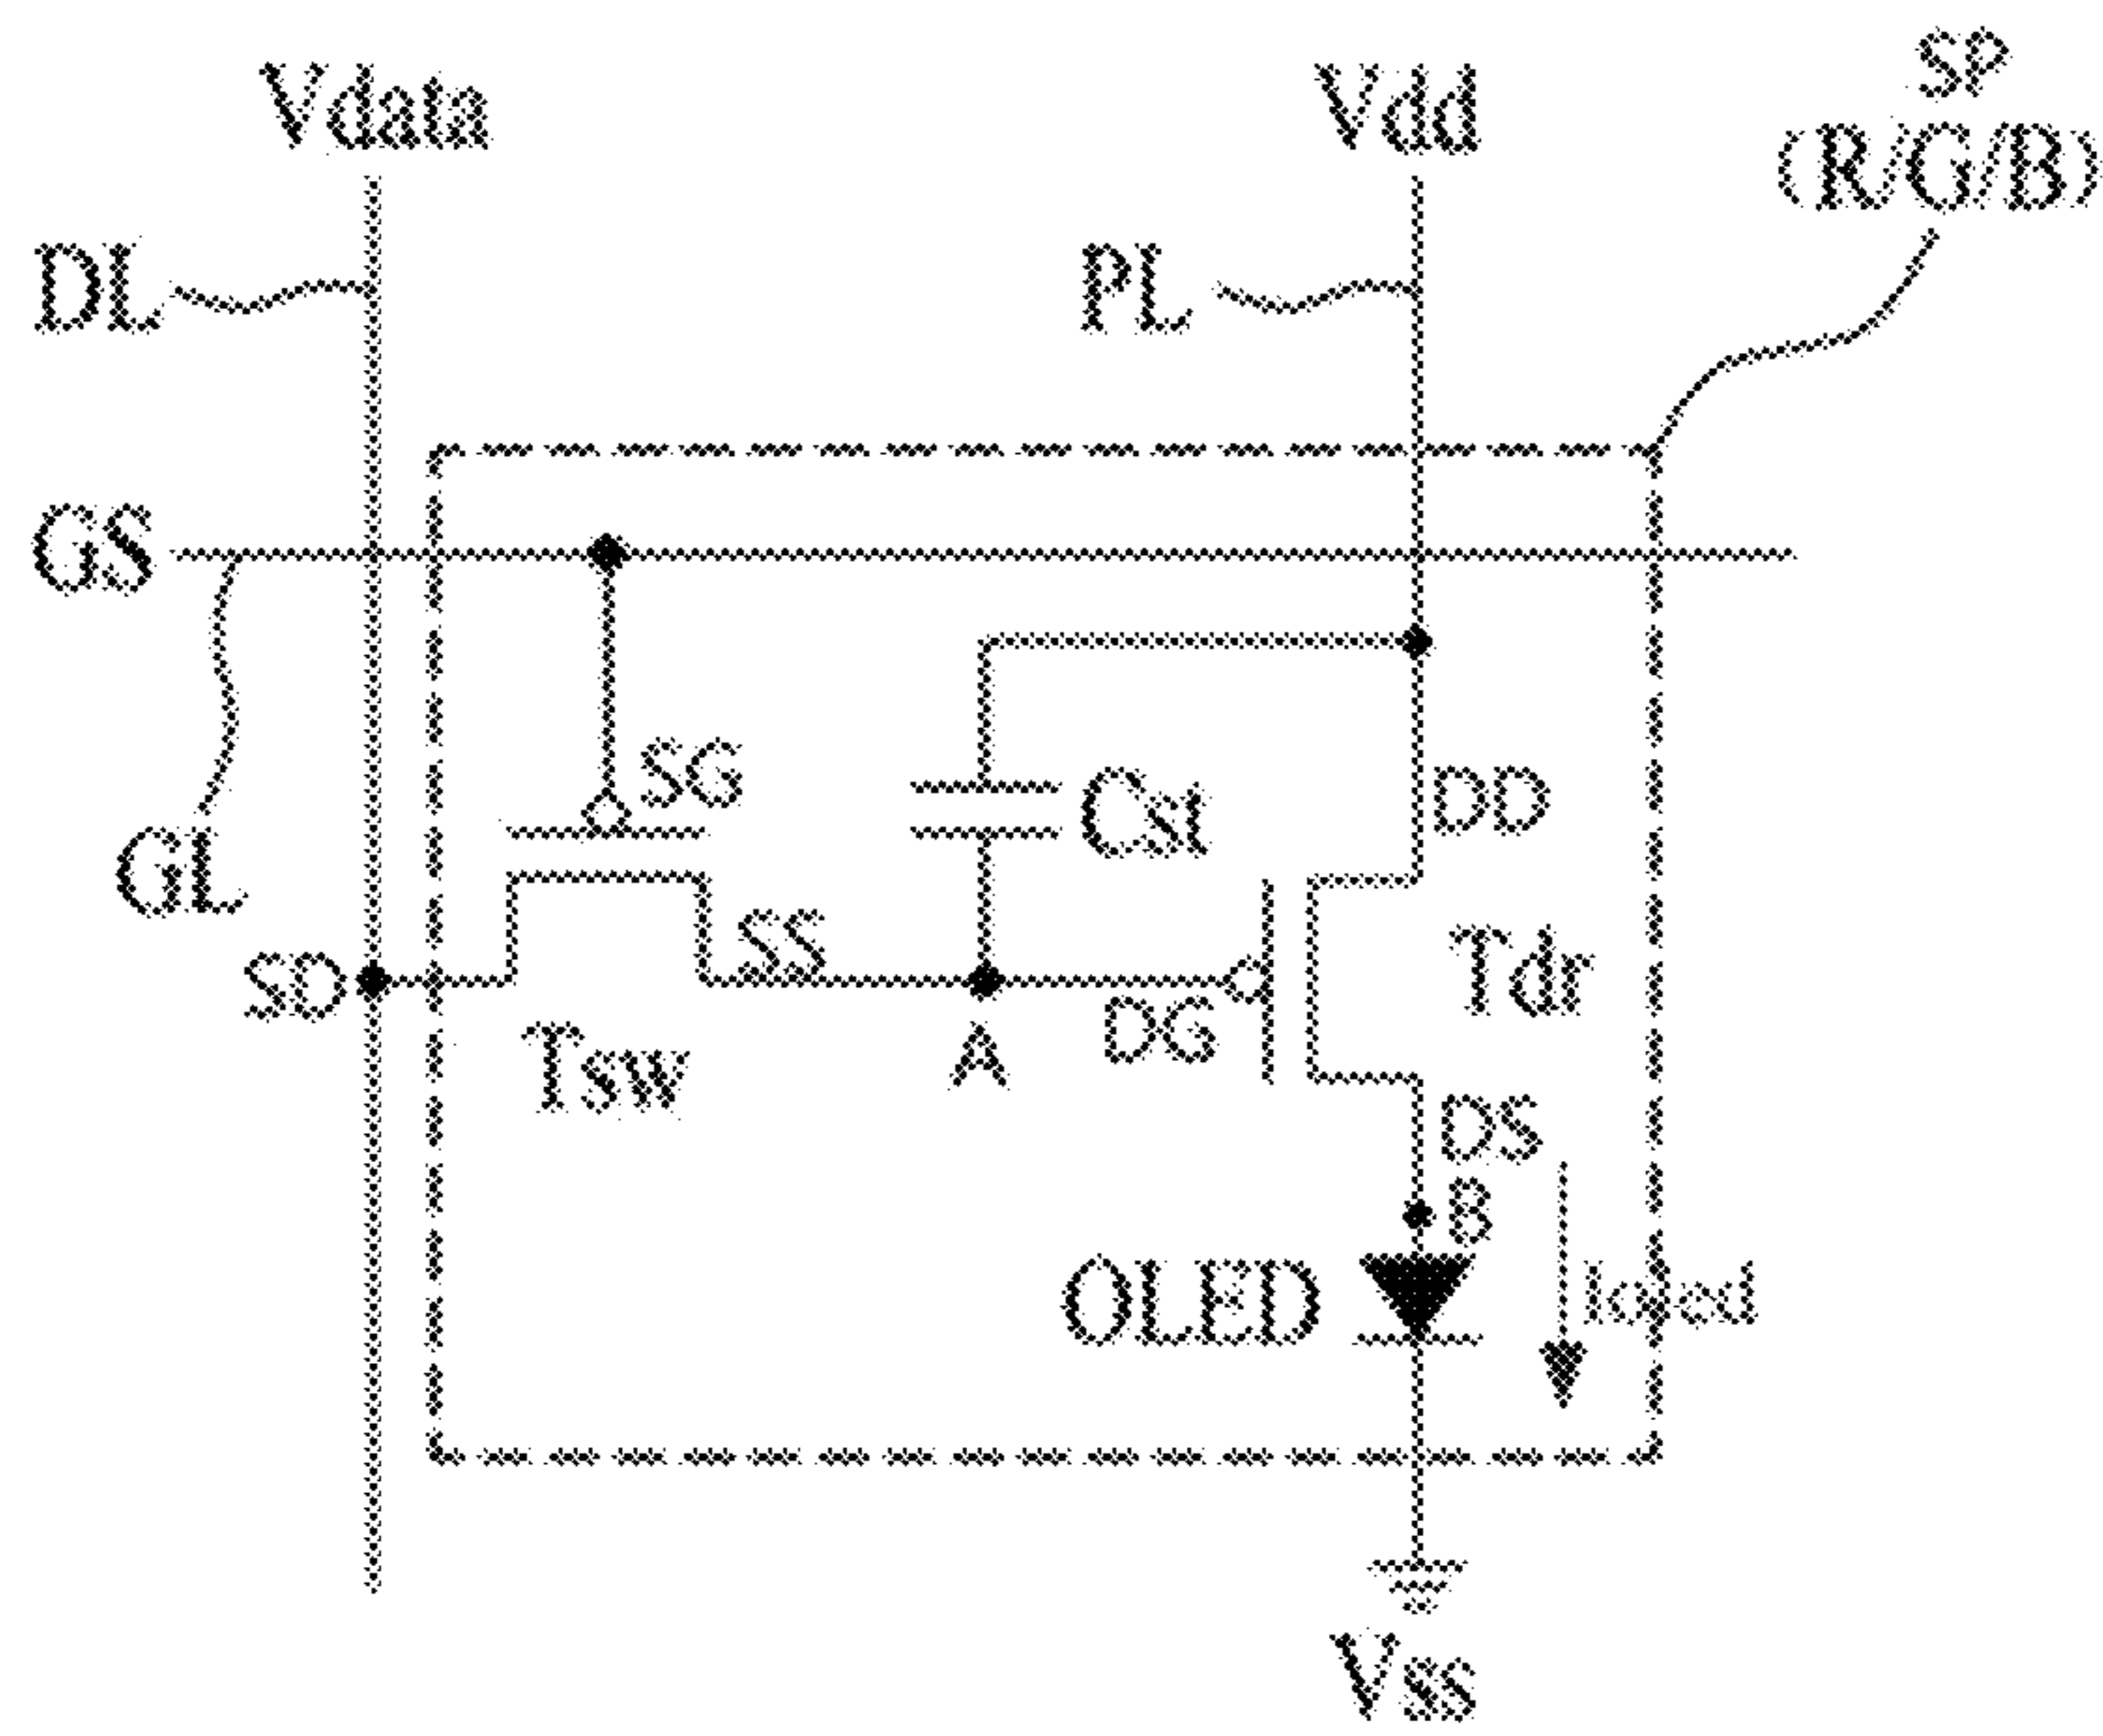 SP
Vdata
Vdd
(R/G/B)
DL
PL
GS
SG
Cst
DD
GL
SS
SD
Tdr
DG
Tsw
A
DS
B
OLED
Ioled
Vss